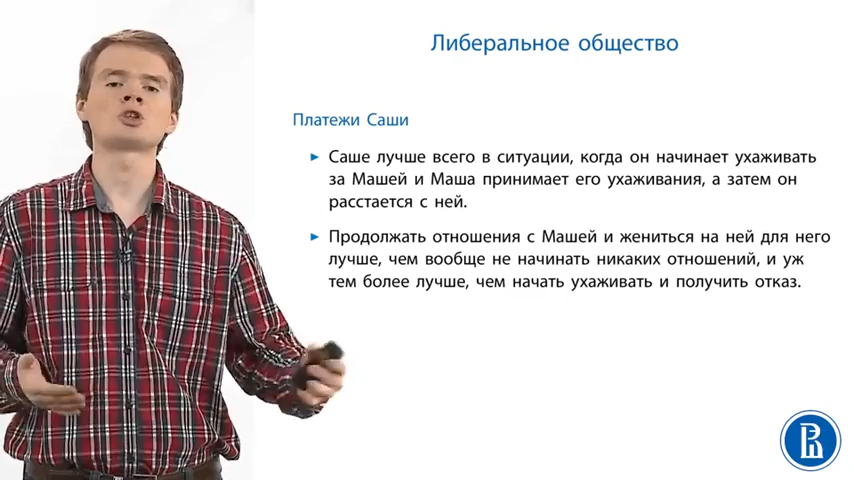 Либеральное общество
Платежи Саши
Саше лучше всего в ситуации, когда он начинает ухаживать
за Машей и Маша принимает его ухаживания, а затем он
расстается с ней.
Продолжать отношения с Машей и жениться на ней для него
лучше, чем вообще не начинать никаких отношений, и уж
тем более лучше, чем начать ухаживать и получить отказ.